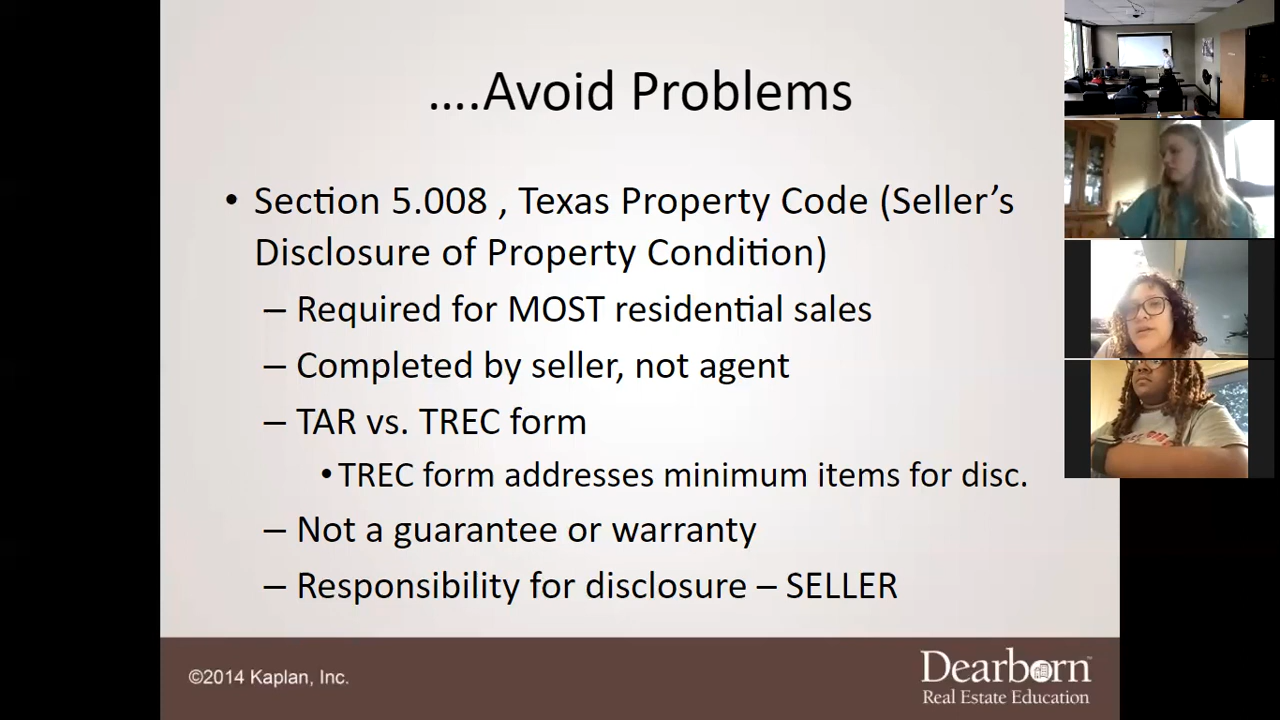 ….Avoid Problems
• Section 5.008 , Texas Property Code (Seller’s
Disclosure of Property Condition)
– Required for MOST residential sales
– Completed by seller, not agent
– TAR vs. TREC form
• TREC form addresses minimum items for disc.
– Not a guarantee or warranty
– Responsibility for disclosure – SELLER
©2014 Kaplan, Inc.
Dearborn™
Real Estate Education